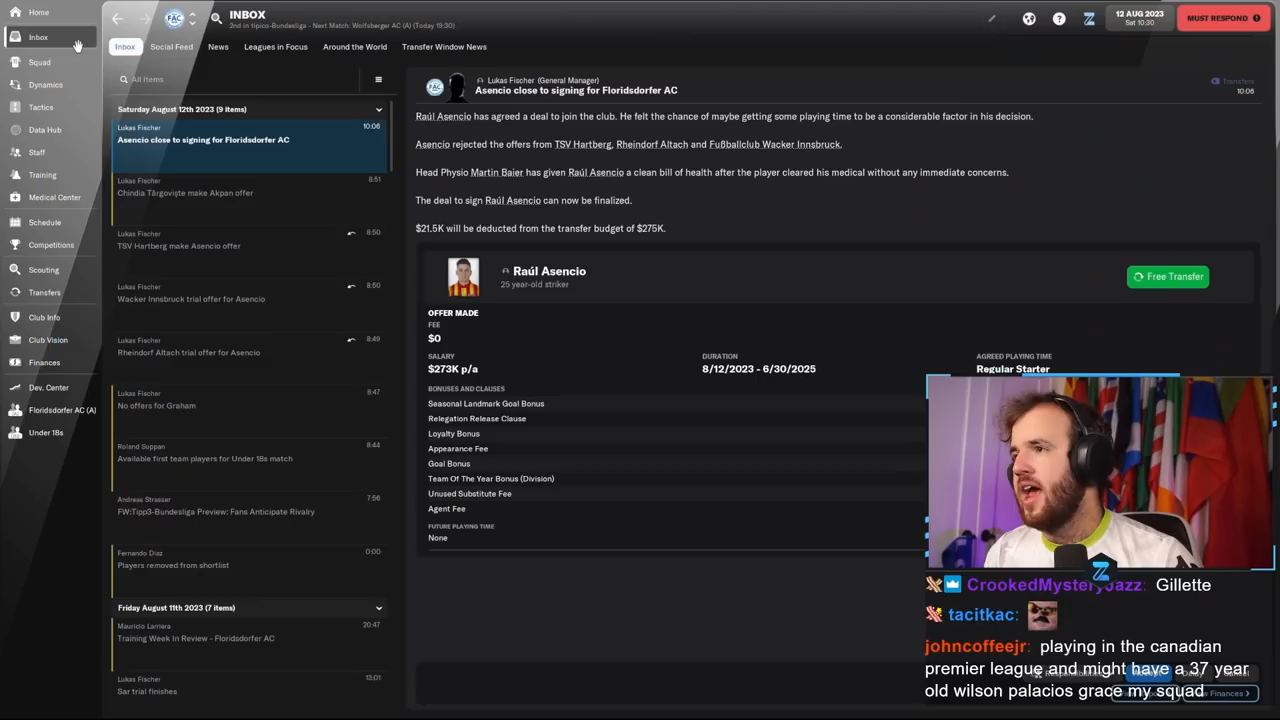 Home
Inbox
Squad
Dynamics
Tactics
Data Hub
Staff
Training
Medical Center
Schedule
Competitions
Scouting
Transfers
Club Info
Club Vision
Finances
Dev. Center
Floridsdorfer AC (A)
Under 18s
FAC
INBOX
2nd in tipico-Bundesliga - Next Match: Wolfsberger AC (A) (Today 19:30)
12 AUG 2023
Sat 10:30
MUST RESPOND
Inbox
Social Feed
News
Leagues in Focus
Around the World
Transfer Window News
All Items
Saturday August 12th 2023 (9 items)
Lukas Fischer 10:06
Asencio close to signing for Floridsdorfer AC
Lukas Fischer 8:51
Chindia Târgoviște make Akpan offer
Lukas Fischer 8:50
TSV Hartberg make Asencio offer
Lukas Fischer 8:50
Wacker Innsbruck trial offer for Asencio
Lukas Fischer 8:49
Rheindorf Altach trial offer for Asencio
Lukas Fischer 8:47
No offers for Graham
Roland Suppan 8:44
Available first team players for Under 18s match
Andreas Strasser 7:56
FW:Tipp3-Bundesliga Preview: Fans Anticipate Rivalry
Fernando Diaz 0:00
Players removed from shortlist
Friday August 11th 2023 (7 items)
Mauricio Larriera 20:47
Training Week In Review - Floridsdorfer AC
Lukas Fischer 13:01
Sar trial finishes
FAC
Lukas Fischer (General Manager)
Asencio close to signing for Floridsdorfer AC
Transfers
10:06
Raúl Asencio has agreed a deal to join the club. He felt the chance of maybe getting some playing time to be a considerable factor in his decision.
Asencio rejected the offers from TSV Hartberg, Rheindorf Altach and Fußballclub Wacker Innsbruck.
Head Physio Martin Baier has given Raúl Asencio a clean bill of health after the player cleared his medical without any immediate concerns.
The deal to sign Raúl Asencio can now be finalized.
$21.5K will be deducted from the transfer budget of $275K.
Raúl Asencio
25 year-old striker
Free Transfer
OFFER MADE
FEE
$0
SALARY
$273K p/a
DURATION
8/12/2023 - 6/30/2025
AGREED PLAYING TIME
Regular Starter
BONUSES AND CLAUSES
Seasonal Landmark Goal Bonus
Relegation Release Clause
Loyalty Bonus
Appearance Fee
Goal Bonus
Team Of The Year Bonus (Division)
Unused Substitute Fee
Agent Fee
FUTURE PLAYING TIME
None
CrookedMysteryJazz: Gillette
tacitkac:
johncoffeejr: playing in the canadian
premier league and might have a 37 year
old wilson palacios grace my squad
Finances